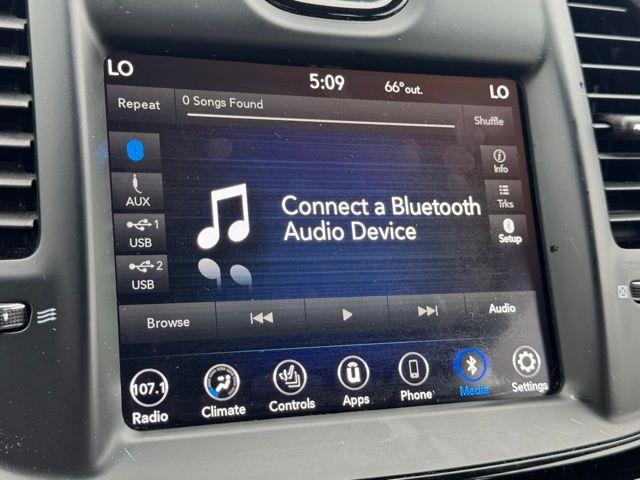 LO 5:09 66°out. LO
Repeat 0 Songs Found Shuffle
Info
AUX
Trks
Connect a Bluetooth
Audio Device
1
USB
Setup
2
USB
Browse Audio
107.1
Radio Climate Controls Apps Phone Media Settings